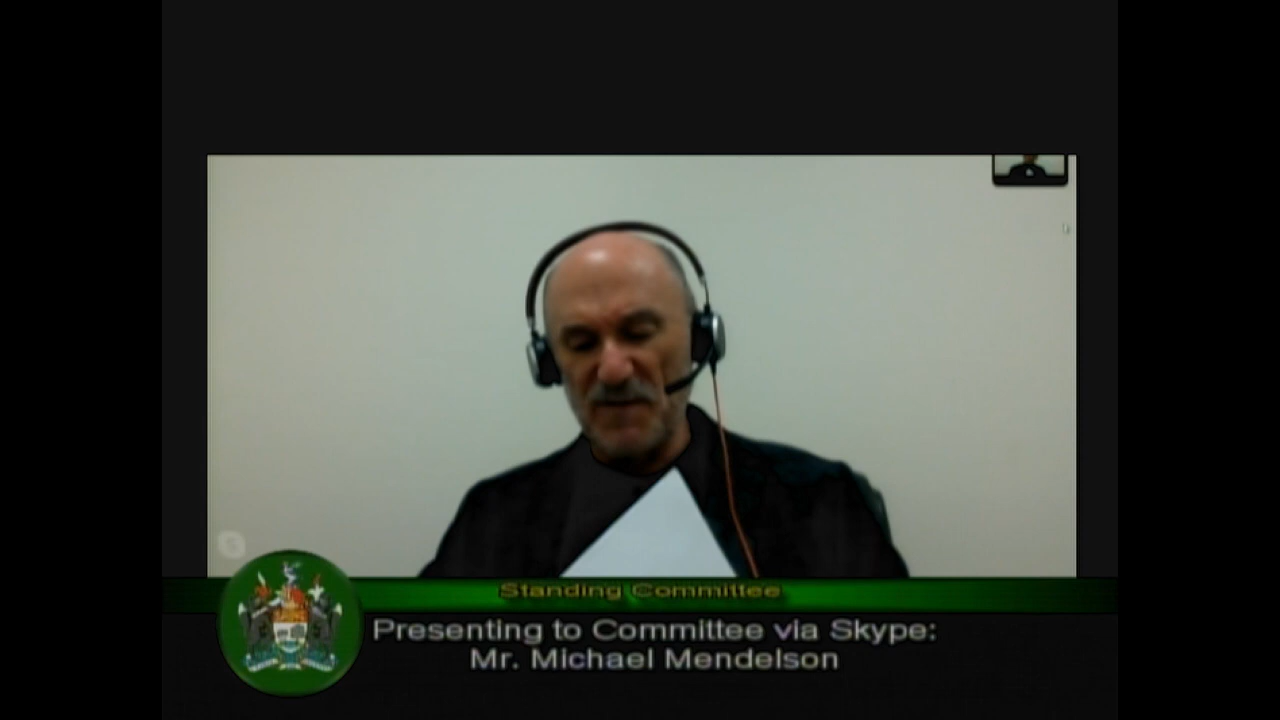 Standing Committee
Presenting to Committee via Skype:
Mr. Michael Mendelson